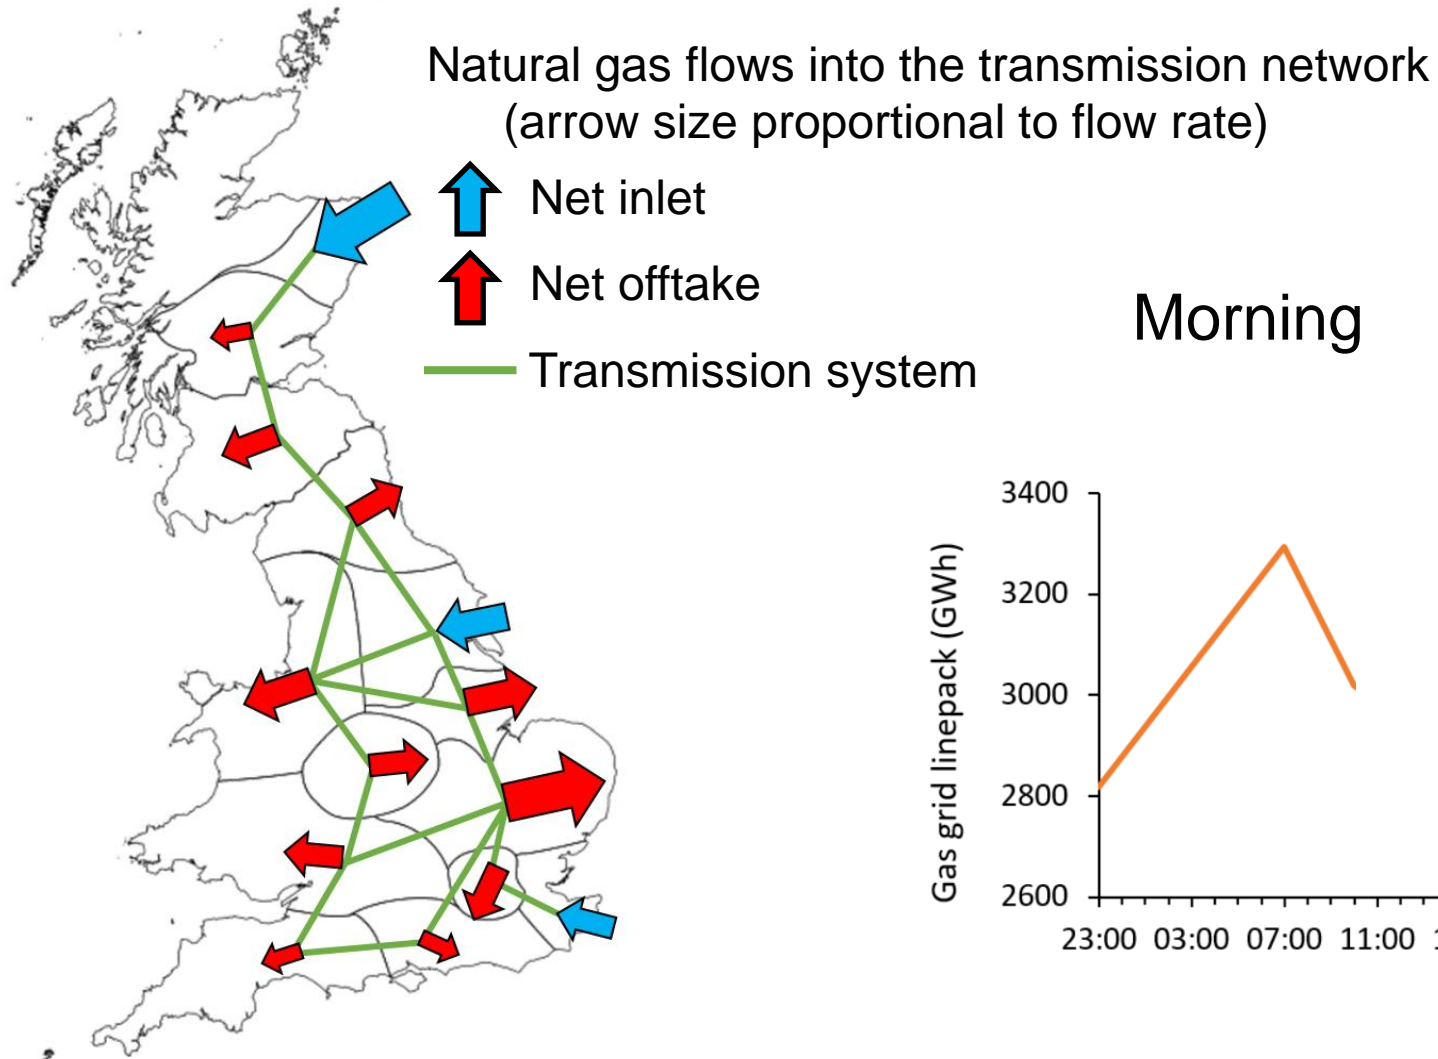 Natural gas flows into the transmission network
(arrow size proportional to flow rate)
Net inlet
Net offtake
Transmission system
Morning
Gas grid linepack (GWh)
3400
3200
3000
2800
2600
23:00 03:00 07:00 11:00